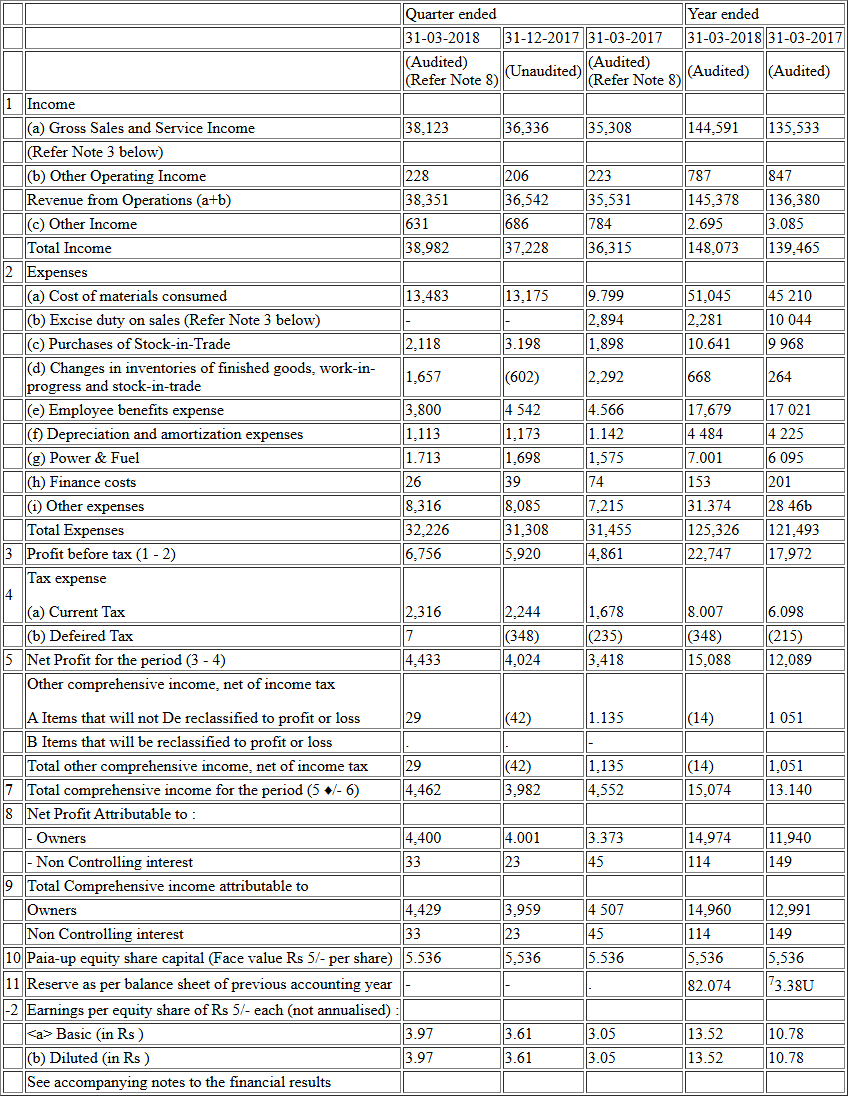 Quarter ended Year ended
31-03-2018 31-12-2017 31-03-2017 31-03-2018 31-03-2017
(Audited) (Refer Note 8) (Unaudited) (Audited) (Refer Note 8) (Audited) (Audited)
1 Income
(a) Gross Sales and Service Income 38,123 36,336 35,308 144,591 135,533
(Refer Note 3 below)
(b) Other Operating Income 228 206 223 787 847
Revenue from Operations (a+b) 38,351 36,542 35,531 145,378 136,380
(c) Other Income 631 686 784 2.695 3.085
Total Income 38,982 37,228 36,315 148,073 139,465
2 Expenses
(a) Cost of materials consumed 13,483 13,175 9.799 51,045 45 210
(b) Excise duty on sales (Refer Note 3 below) - - 2,894 2,281 10 044
(c) Purchases of Stock-in-Trade 2,118 3.198 1,898 10.641 9 968
(d) Changes in inventories of finished goods, work-in-
progress and stock-in-trade 1,657 (602) 2,292 668 264
(e) Employee benefits expense 3,800 4 542 4.566 17,679 17 021
(f) Depreciation and amortization expenses 1,113 1,173 1.142 4 484 4 225
(g) Power & Fuel 1.713 1,698 1,575 7.001 6 095
(h) Finance costs 26 39 74 153 201
(i) Other expenses 8,316 8,085 7,215 31.374 28 46b
Total Expenses 32,226 31,308 31,455 125,326 121,493
3 Profit before tax (1 - 2) 6,756 5,920 4,861 22,747 17,972
4 Tax expense
(a) Current Tax 2,316 2,244 1,678 8.007 6.098
(b) Defeired Tax 7 (348) (235) (348) (215)
5 Net Profit for the period (3 - 4) 4,433 4,024 3,418 15,088 12,089
Other comprehensive income, net of income tax
A Items that will not De reclassified to profit or loss 29 (42) 1.135 (14) 1 051
B Items that will be reclassified to profit or loss . . -
Total other comprehensive income, net of income tax 29 (42) 1,135 (14) 1,051
7 Total comprehensive income for the period (5 ♦/- 6) 4,462 3,982 4,552 15,074 13.140
8 Net Profit Attributable to :
- Owners 4,400 4.001 3.373 14,974 11,940
- Non Controlling interest 33 23 45 114 149
9 Total Comprehensive income attributable to
Owners 4,429 3,959 4 507 14,960 12,991
Non Controlling interest 33 23 45 114 149
10 Paia-up equity share capital (Face value Rs 5/- per share) 5.536 5,536 5.536 5,536 5,536
11 Reserve as per balance sheet of previous accounting year - - . 82.074 73.38U
-2 Earnings per equity share of Rs 5/- each (not annualised) :
<a> Basic (in Rs ) 3.97 3.61 3.05 13.52 10.78
(b) Diluted (in Rs ) 3.97 3.61 3.05 13.52 10.78
See accompanying notes to the financial results